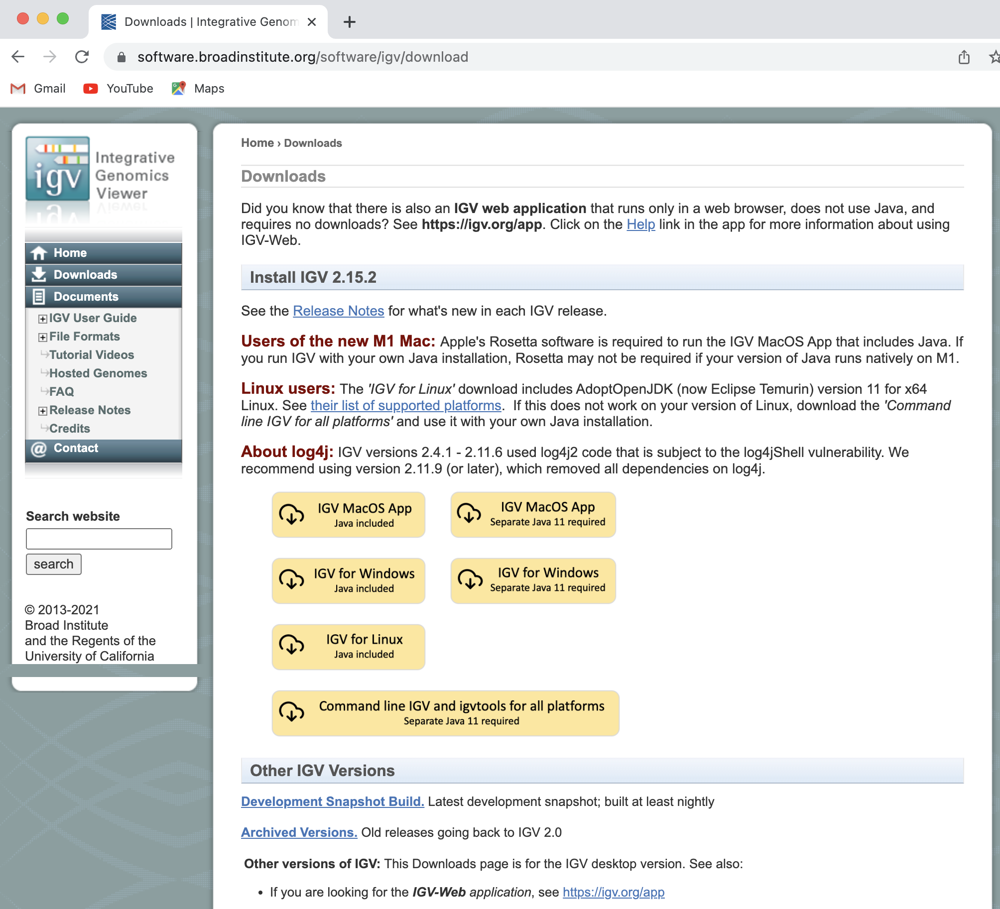 Downloads | Integrative Genom
software.broadinstitute.org/software/igv/download
Gmail
YouTube
Maps
igv
Integrative
Genomics
Viewer
Home
Downloads
Documents
IGV User Guide
File Formats
Tutorial Videos
Hosted Genomes
FAQ
Release Notes
Credits
@ Contact
Search website
search
© 2013-2021
Broad Institute
and the Regents of the
University of California
Home › Downloads
Downloads
Did you know that there is also an IGV web application that runs only in a web browser, does not use Java, and
requires no downloads? See https://igv.org/app. Click on the Help link in the app for more information about using
IGV-Web.
Install IGV 2.15.2
See the Release Notes for what's new in each IGV release.
Users of the new M1 Mac: Apple's Rosetta software is required to run the IGV MacOS App that includes Java. If
you run IGV with your own Java installation, Rosetta may not be required if your version of Java runs natively on M1.
Linux users: The 'IGV for Linux' download includes AdoptOpenJDK (now Eclipse Temurin) version 11 for x64
Linux. See their list of supported platforms.  If this does not work on your version of Linux, download the 'Command
line IGV for all platforms' and use it with your own Java installation.
About log4j: IGV versions 2.4.1 - 2.11.6 used log4j2 code that is subject to the log4jShell vulnerability. We
recommend using version 2.11.9 (or later), which removed all dependencies on log4j.
IGV MacOS App
Java included
IGV MacOS App
Separate Java 11 required
IGV for Windows
Java included
IGV for Windows
Separate Java 11 required
IGV for Linux
Java included
Command line IGV and igvtools for all platforms
Separate Java 11 required
Other IGV Versions
Development Snapshot Build. Latest development snapshot; built at least nightly
Archived Versions. Old releases going back to IGV 2.0
Other versions of IGV: This Downloads page is for the IGV desktop version. See also:
• If you are looking for the IGV-Web application, see https://igv.org/app